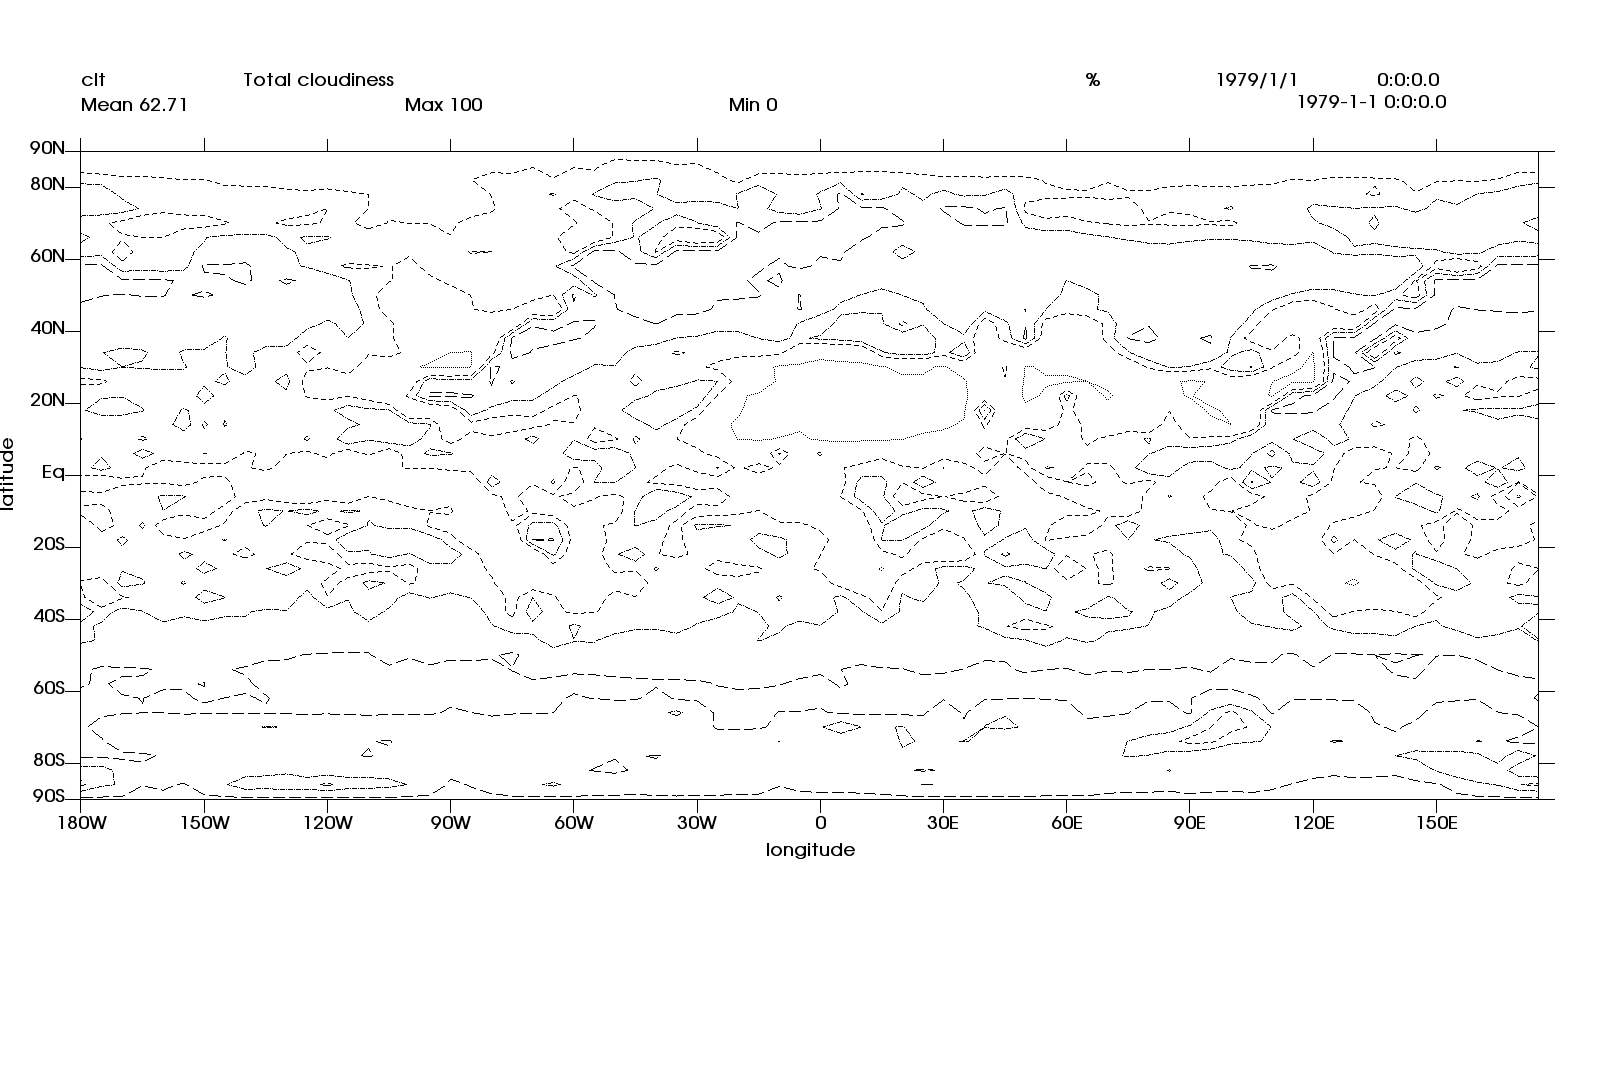 clt Total cloudiness % 1979/1/1 0:0:0.0
Mean 62.71 Max 100 Min 0 1979-1-1 0:0:0.0
90N
80N
60N
40N
20N
Eq
20S
40S
60S
80S
90S
latitude
180W 150W 120W 90W 60W 30W 0 30E 60E 90E 120E 150E
longitude